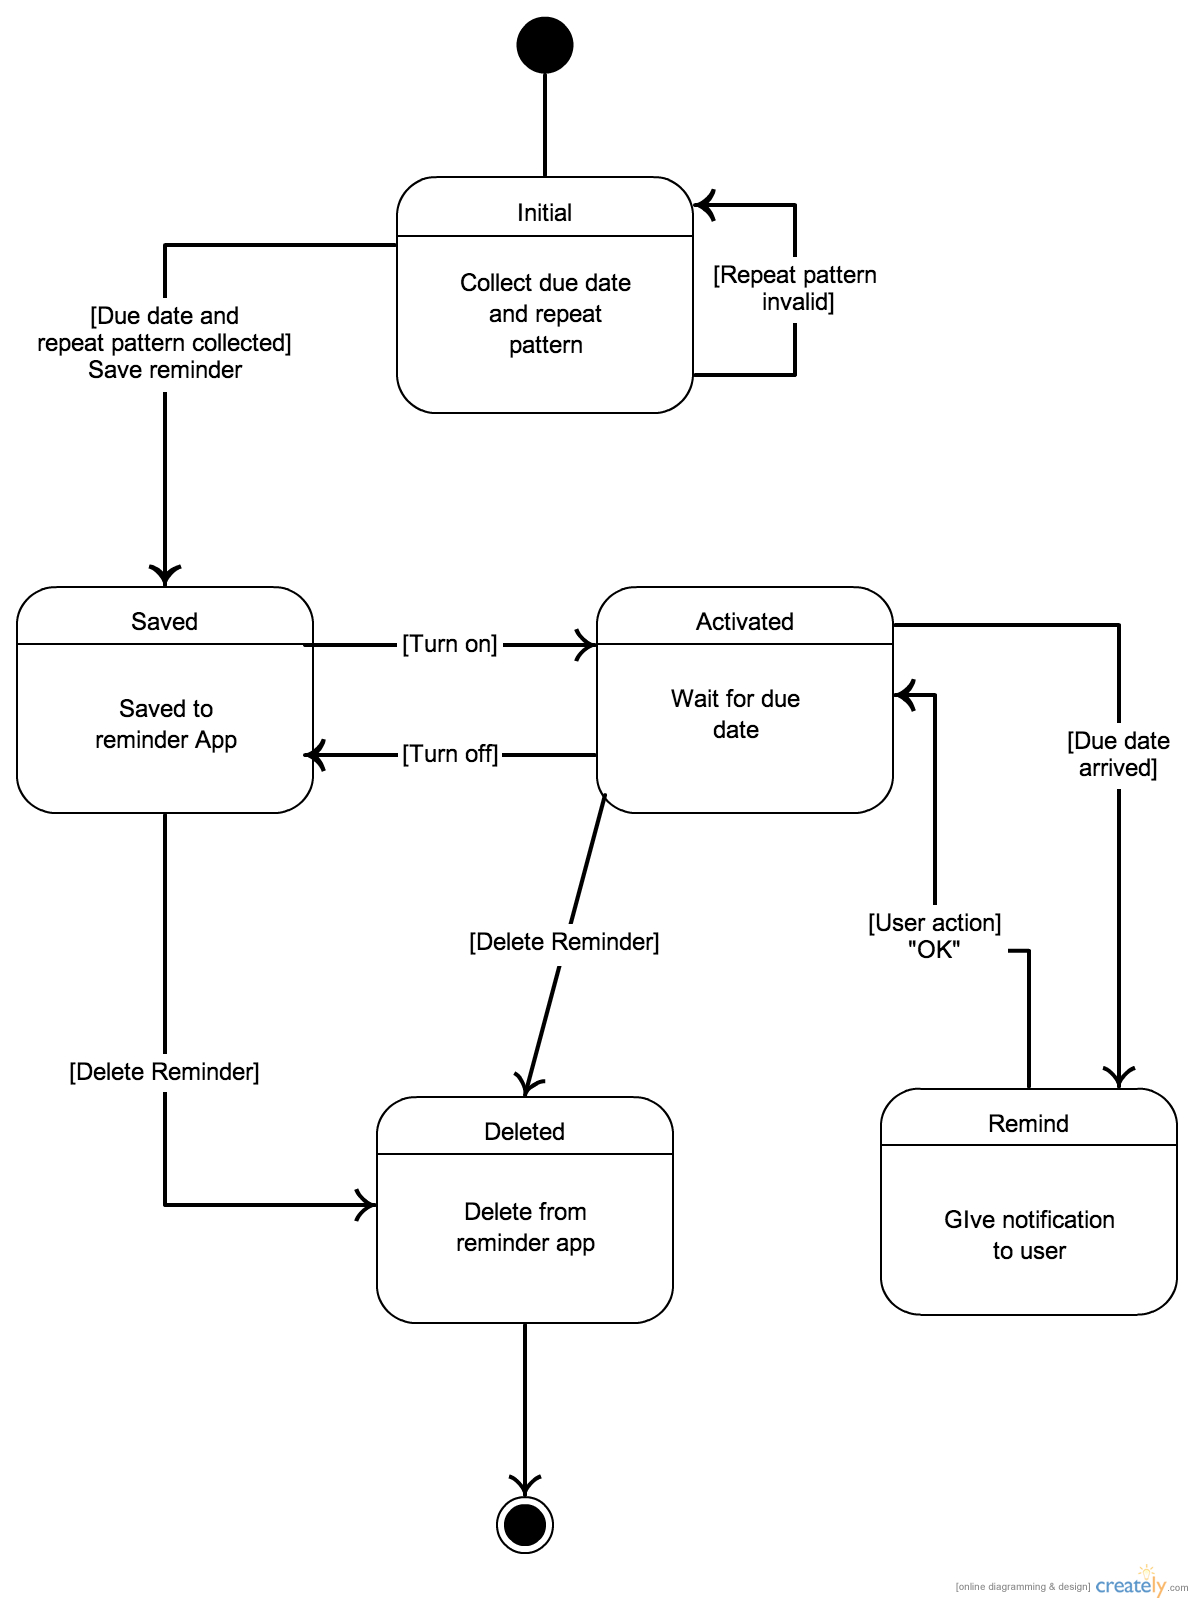 Initial
Collect due date
and repeat
pattern
[Repeat pattern
invalid]
[Due date and
repeat pattern collected]
Save reminder
Saved
Saved to
reminder App
[Turn on]
[Turn off]
Activated
Wait for due
date
[Due date
arrived]
[User action]
"OK"
[Delete Reminder]
[Delete Reminder]
Deleted
Delete from
reminder app
Remind
GIve notification
to user
[online diagramming & design] creately.com